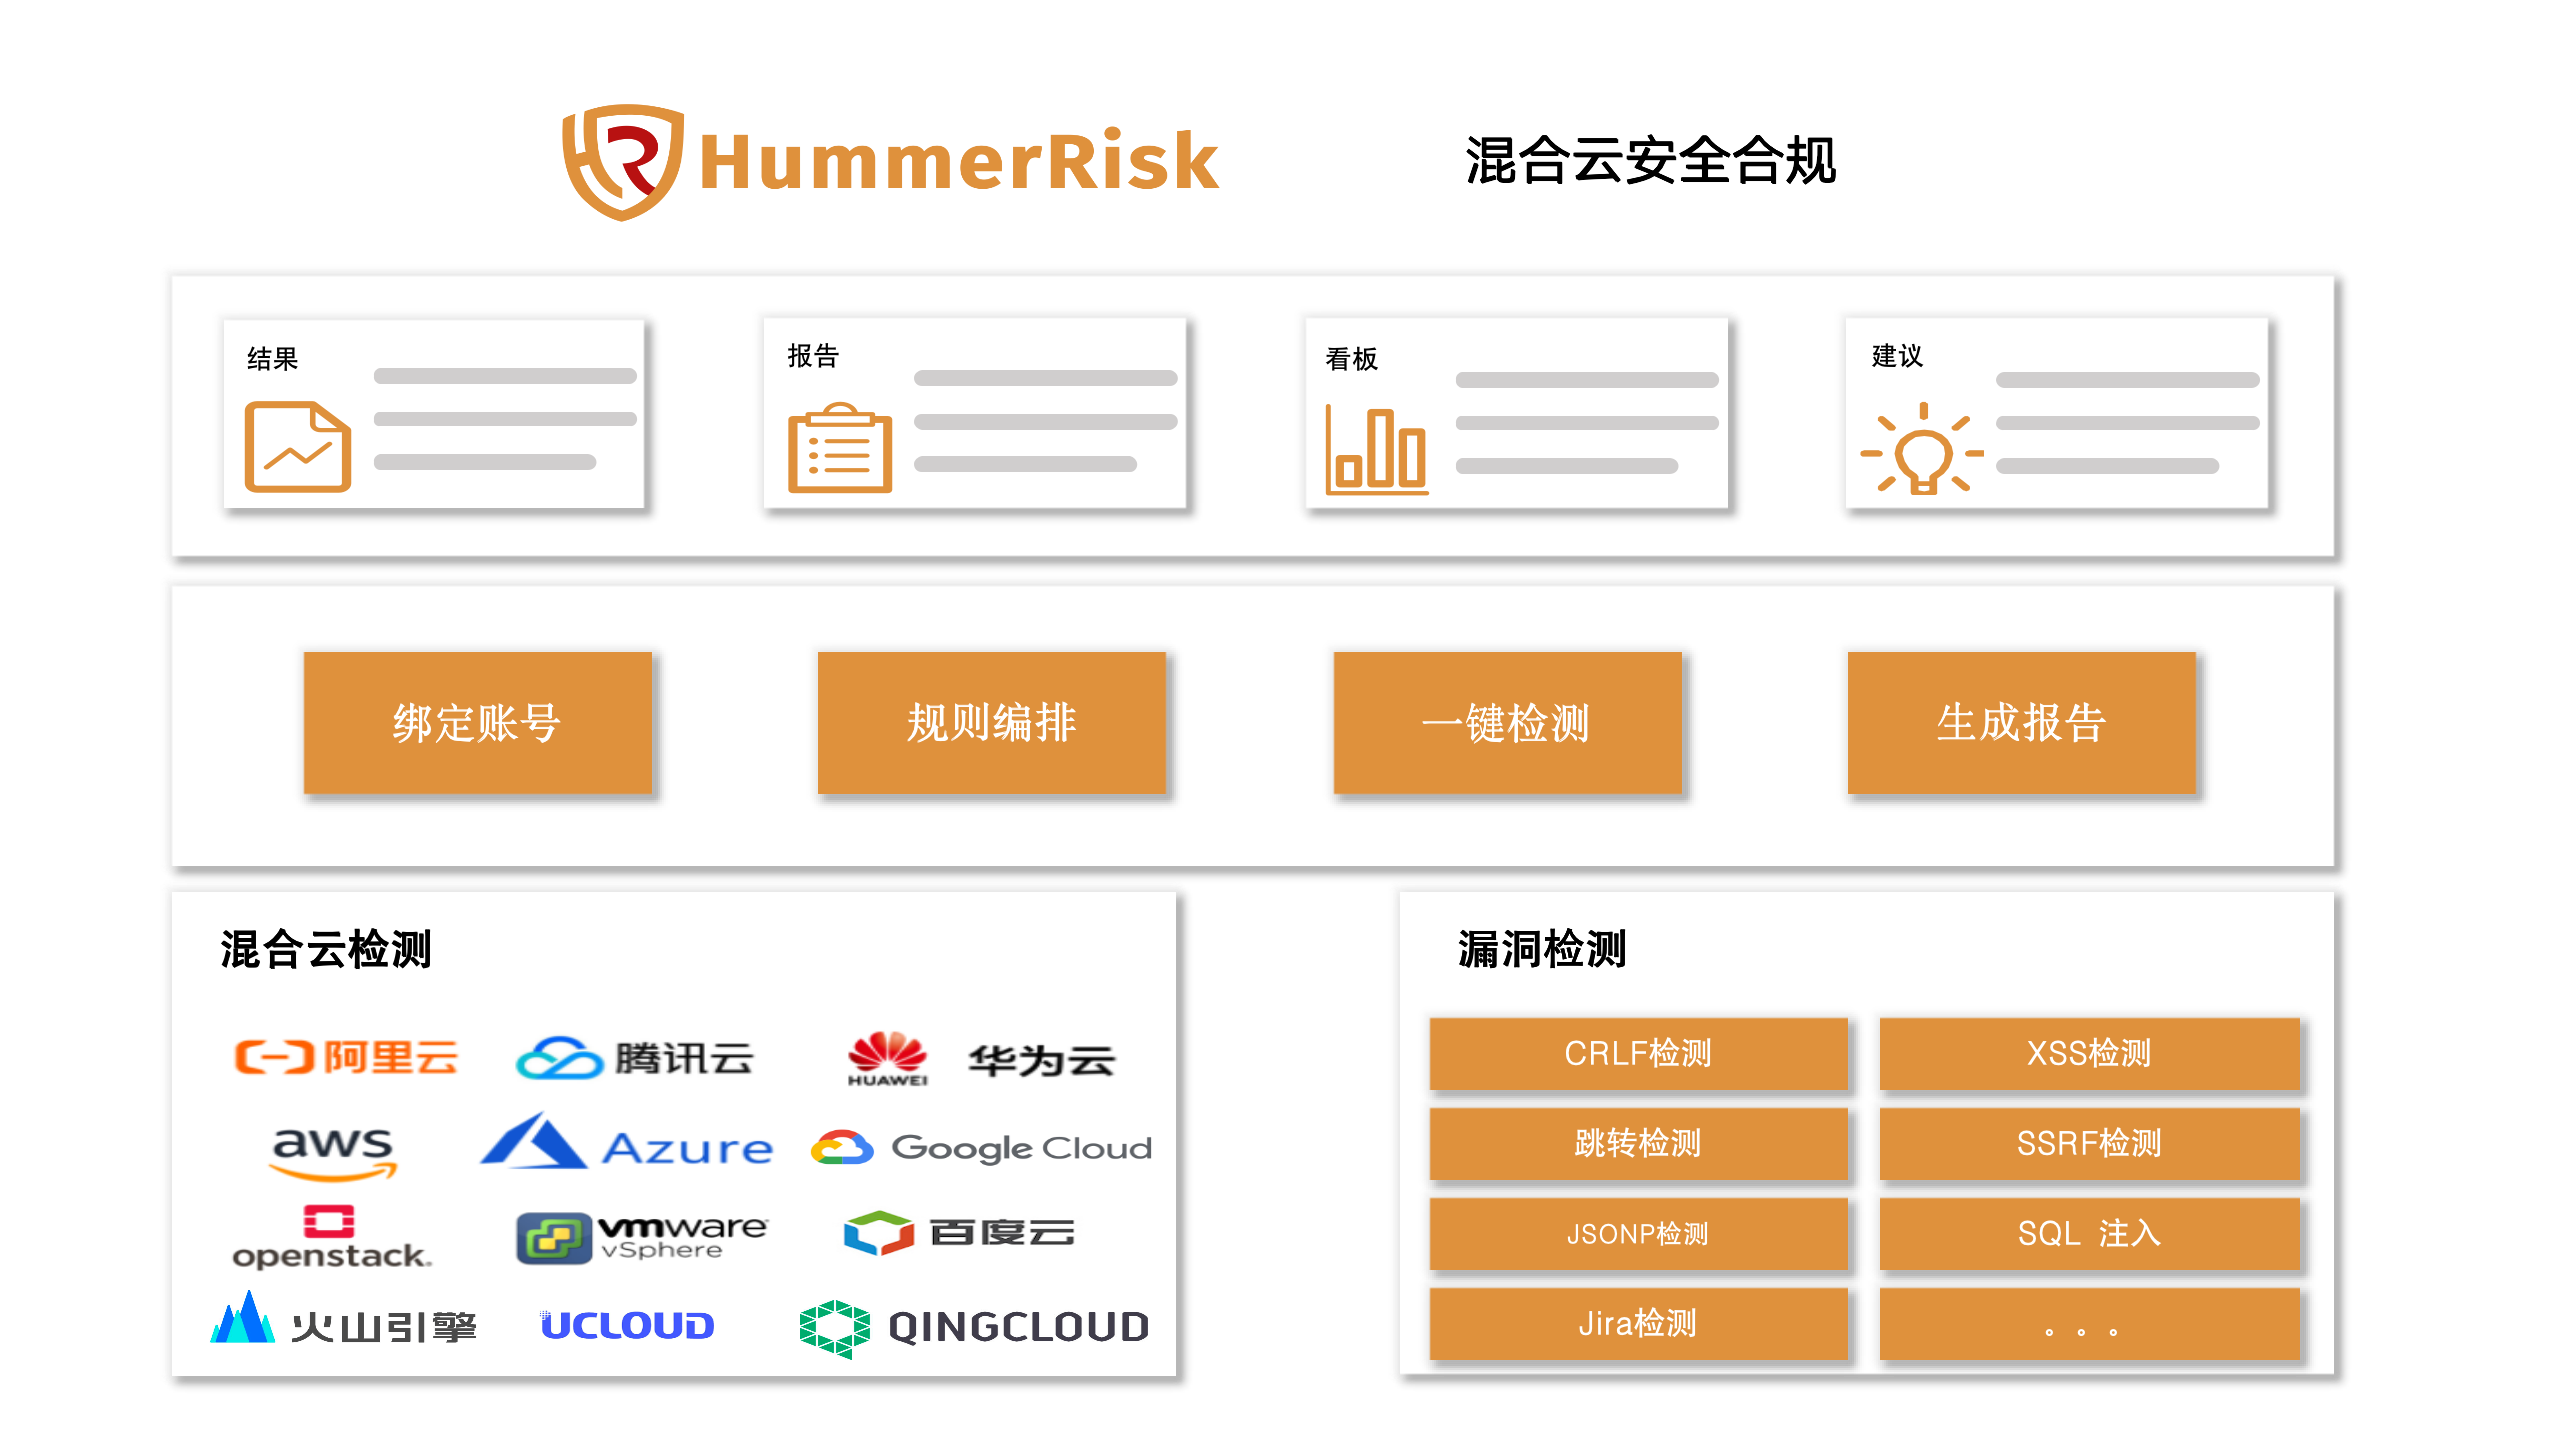 HummerRisk
混合云安全合规
结果
报告
看板
建议
绑定账号
规则编排
一键检测
生成报告
混合云检测
阿里云
腾讯云
HUAWEI
华为云
aws
Azure
Google Cloud
openstack.
vmware
vSphere
百度云
火山引擎
UCLOUD
QINGCLOUD
漏洞检测
CRLF检测
XSS检测
跳转检测
SSRF检测
JSONP检测
SQL 注入
Jira检测
。。。